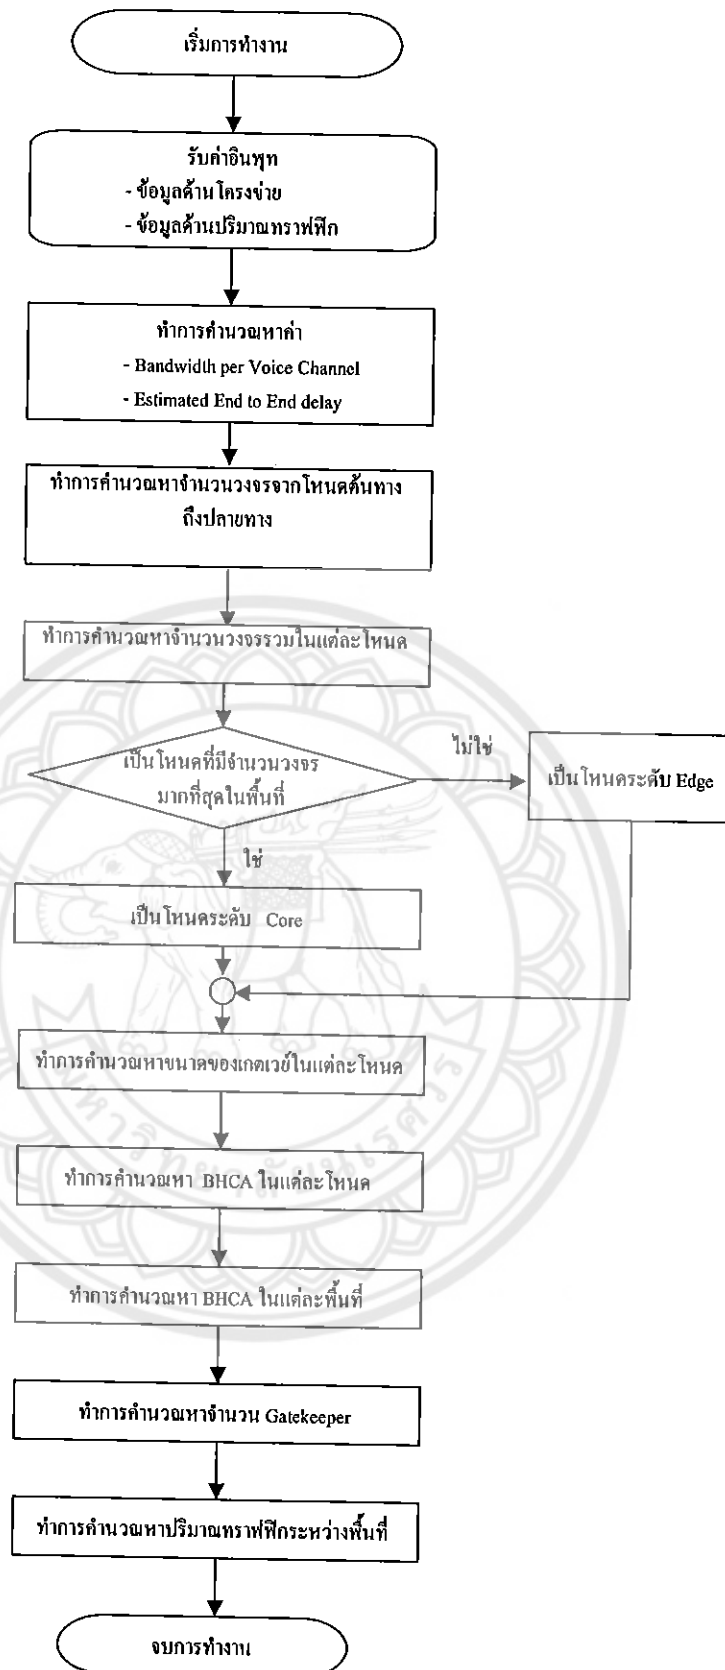 เริ่มการทำงาน
รับค่าอินพุท
- ข้อมูลด้านโครงข่าย
- ข้อมูลด้านปริมาณทราฟฟิก
ทำการคำนวณหาค่า
- Bandwidth per Voice Channel
- Estimated End to End delay
ทำการคำนวณหาจำนวนวงจรจากโหนดต้นทาง
ถึงปลายทาง
ทำการคำนวณหาจำนวนวงจรรวมในแต่ละโหนด
เป็นโหนดที่มีจำนวนวงจร
มากที่สุดในพื้นที่
ไม่ใช่
เป็นโหนดระดับ Edge
ใช่
เป็นโหนดระดับ Core
ทำการคำนวณหาขนาดของเกตเวย์ในแต่ละโหนด
ทำการคำนวณหา BHCA ในแต่ละโหนด
ทำการคำนวณหา BHCA ในแต่ละพื้นที่
ทำการคำนวณหาจำนวน Gatekeeper
ทำการคำนวณหาปริมาณทราฟฟิกระหว่างพื้นที่
จบการทำงาน
มหาวิทยาลัยนเรศวร